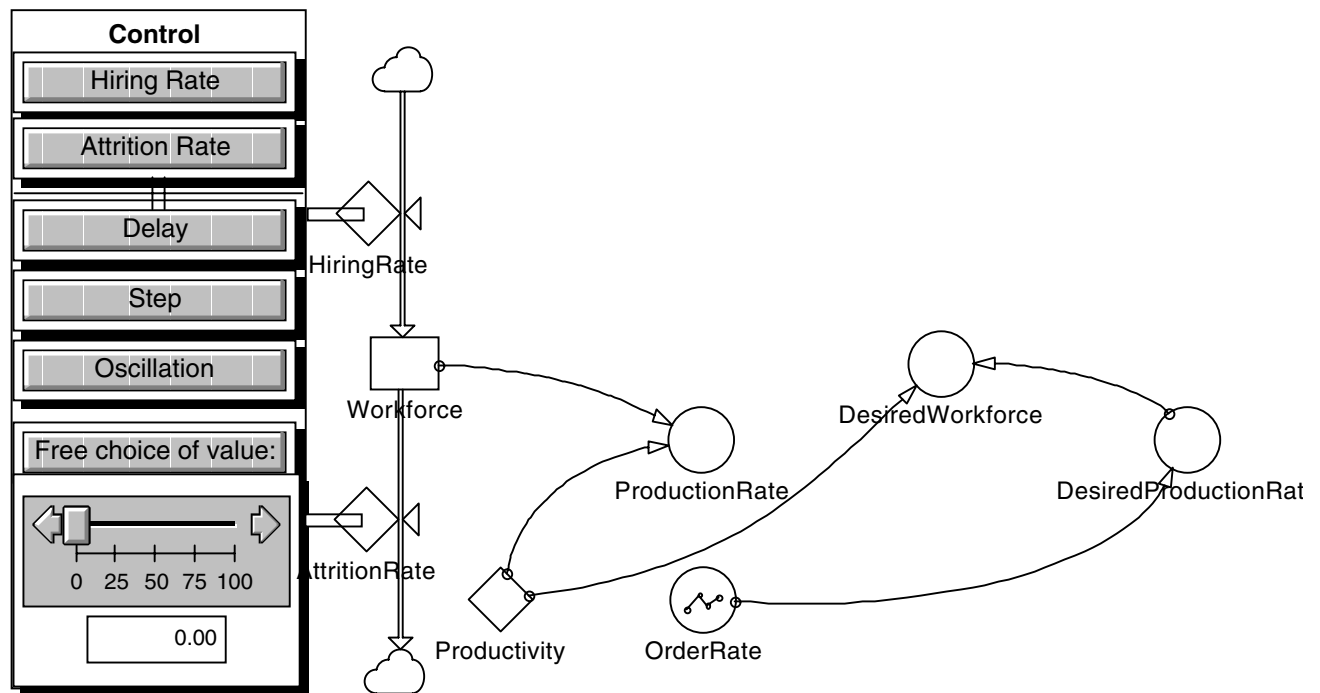 Control
Hiring Rate
Attrition Rate
Delay
Step
Oscillation
Free choice of value:
0 25 50 75 100
0.00
HiringRate
Workforce
AttritionRate
ProductionRate
Productivity
OrderRate
DesiredWorkforce
DesiredProductionRat